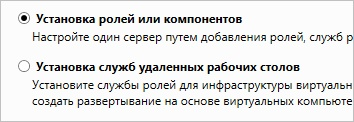 Установка ролей или компонентов
Настройте один сервер путем добавления ролей, служб р
Установка служб удаленных рабочих столов
Установите службы ролей для инфраструктуры виртуальн
создать развертывание на основе виртуальных компьюте